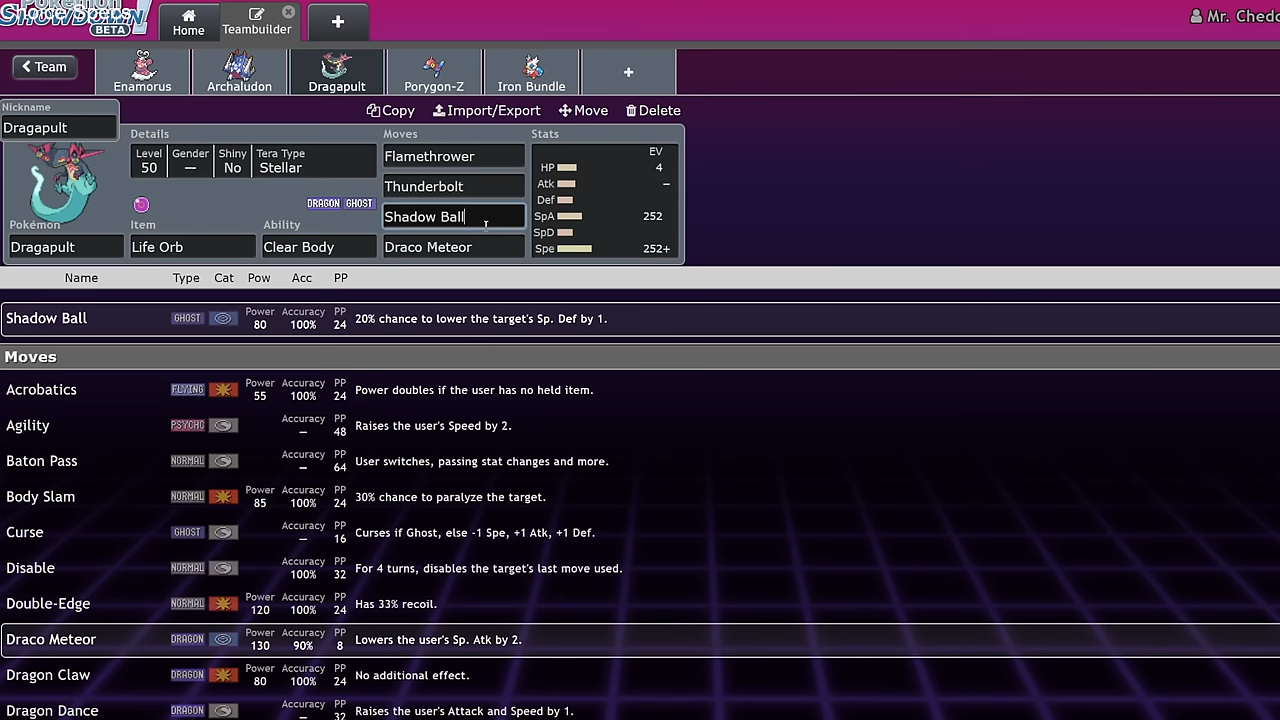 Choice Specs
Pokémon
SHOWDOWN!
BETA
Home
Teambuilder
+
Mr. Chedd
Team
Enamorus
Archaludon
Dragapult
Porygon-Z
Iron Bundle
+
Copy
Import/Export
Move
Delete
Nickname
Dragapult
Details
Level
50
Gender
—
Shiny
No
Tera Type
Stellar
DRAGON GHOST
Pokémon
Dragapult
Item
Life Orb
Ability
Clear Body
Moves
Flamethrower
Thunderbolt
Shadow Ball
Draco Meteor
Stats
EV
HP 4
Atk –
Def
SpA 252
SpD
Spe 252+
Name Type Cat Pow Acc PP
Shadow Ball GHOST Power 80 Accuracy 100% PP 24 20% chance to lower the target's Sp. Def by 1.
Moves
Acrobatics FLYING Power 55 Accuracy 100% PP 24 Power doubles if the user has no held item.
Agility PSYCHC Accuracy — PP 48 Raises the user's Speed by 2.
Baton Pass NORMAL Accuracy — PP 64 User switches, passing stat changes and more.
Body Slam NORMAL Power 85 Accuracy 100% PP 24 30% chance to paralyze the target.
Curse GHOST Accuracy — PP 16 Curses if Ghost, else -1 Spe, +1 Atk, +1 Def.
Disable NORMAL Accuracy 100% PP 32 For 4 turns, disables the target's last move used.
Double-Edge NORMAL Power 120 Accuracy 100% PP 24 Has 33% recoil.
Draco Meteor DRAGON Power 130 Accuracy 90% PP 8 Lowers the user's Sp. Atk by 2.
Dragon Claw DRAGON Power 80 Accuracy 100% PP 24 No additional effect.
Dragon Dance DRAGON Accuracy — PP 32 Raises the user's Attack and Speed by 1.